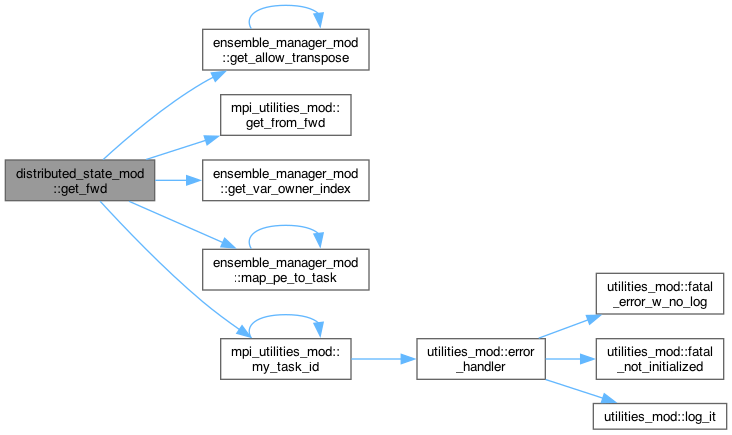 ensemble_manager_mod
::get_allow_transpose
mpi_utilities_mod::
get_from_fwd
distributed_state_mod
::get_fwd
ensemble_manager_mod
::get_var_owner_index
ensemble_manager_mod
::map_pe_to_task
mpi_utilities_mod::
my_task_id
utilities_mod::error
_handler
utilities_mod::fatal
_error_w_no_log
utilities_mod::fatal
_not_initialized
utilities_mod::log_it